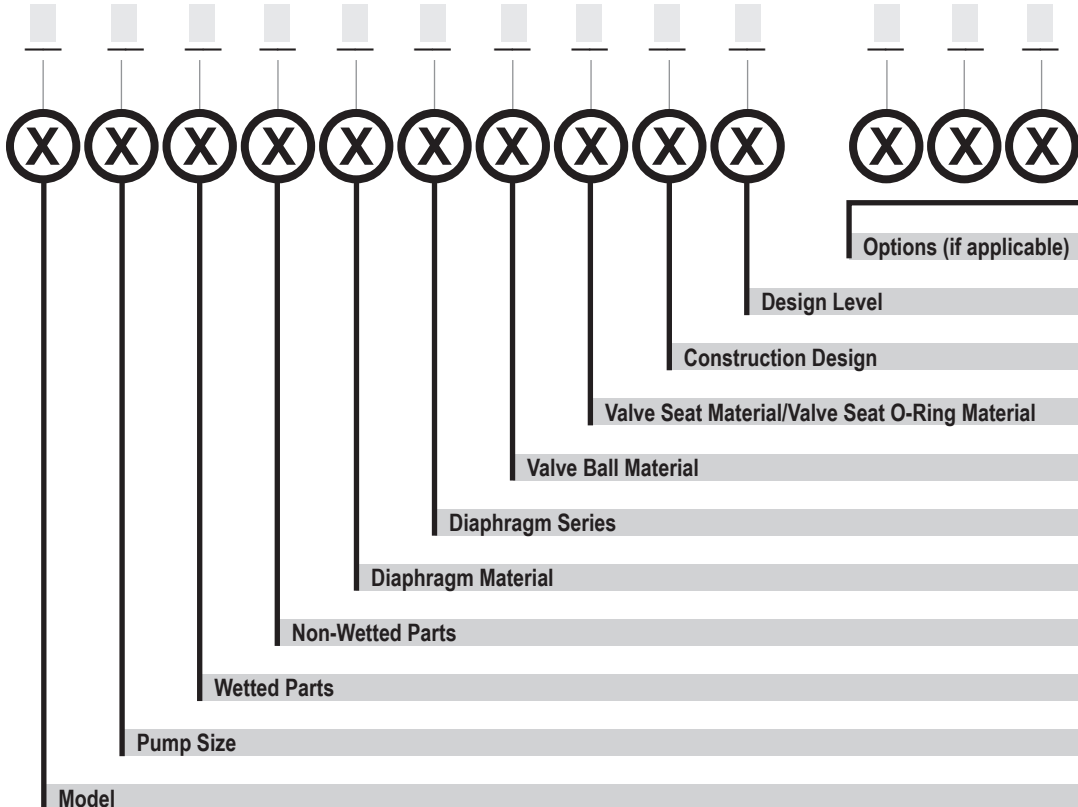 X X X X X X X X X X X X X
Options (if applicable)
Design Level
Construction Design
Valve Seat Material/Valve Seat O-Ring Material
Valve Ball Material
Diaphragm Series
Diaphragm Material
Non-Wetted Parts
Wetted Parts
Pump Size
Model